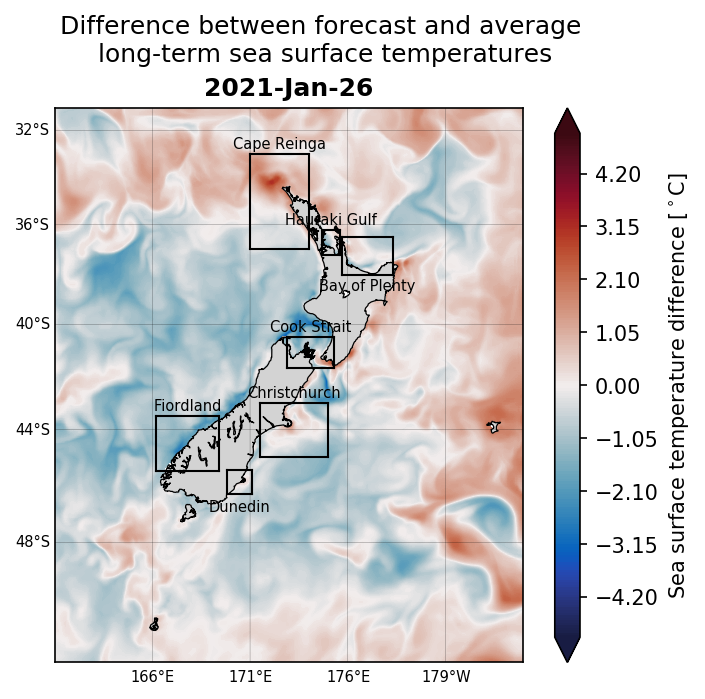 Difference between forecast and average
long-term sea surface temperatures
2021-Jan-26
32°S
36°S
40°S
44°S
48°S
Cape Reinga
Hauraki Gulf
Bay of Plenty
Cook Strait
Christchurch
Fiordland
Dunedin
166°E
171°E
176°E
179°W
4.20
3.15
2.10
1.05
0.00
−1.05
−2.10
−3.15
−4.20
Sea surface temperature difference [°C]